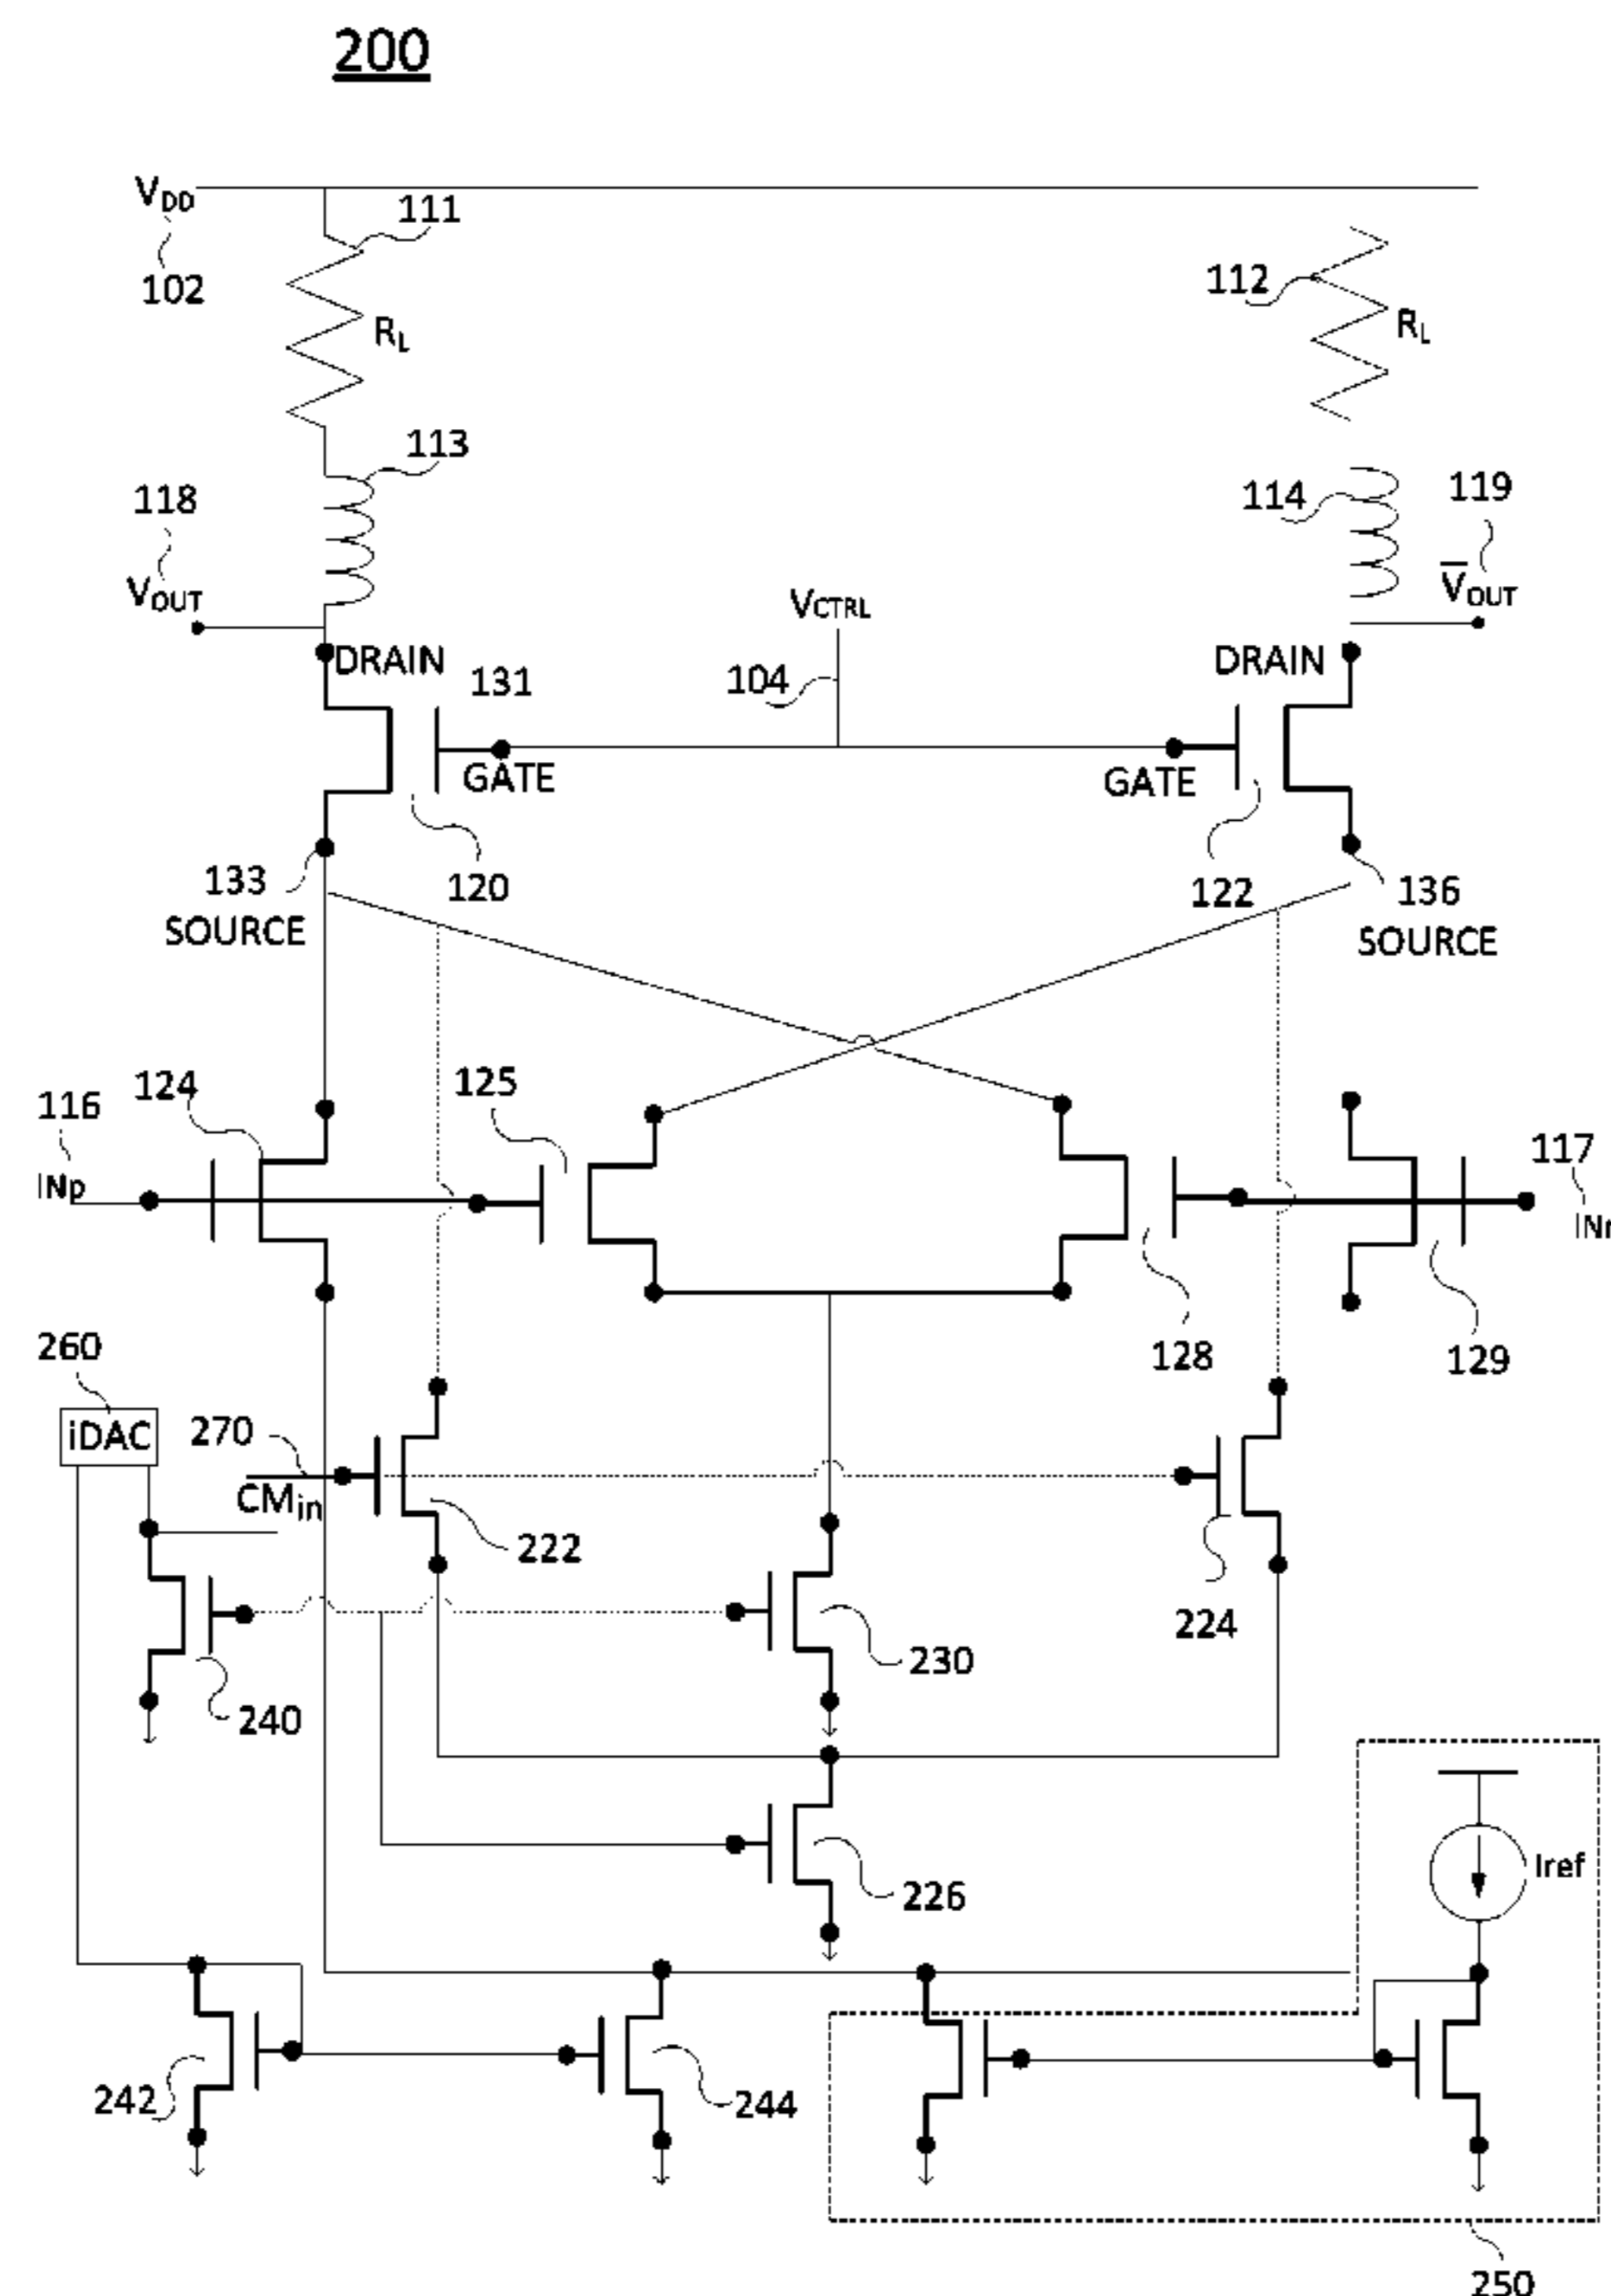 200
VDD
111
102
112
RL
RL
113
118
114
119
VOUT
VCTRL
V̅OUT
DRAIN
131
104
DRAIN
GATE
GATE
133
120
122
136
SOURCE
SOURCE
116
124
125
117
INp
128
129
260
iDAC
270
CMin
222
224
230
240
Iref
226
242
244
250